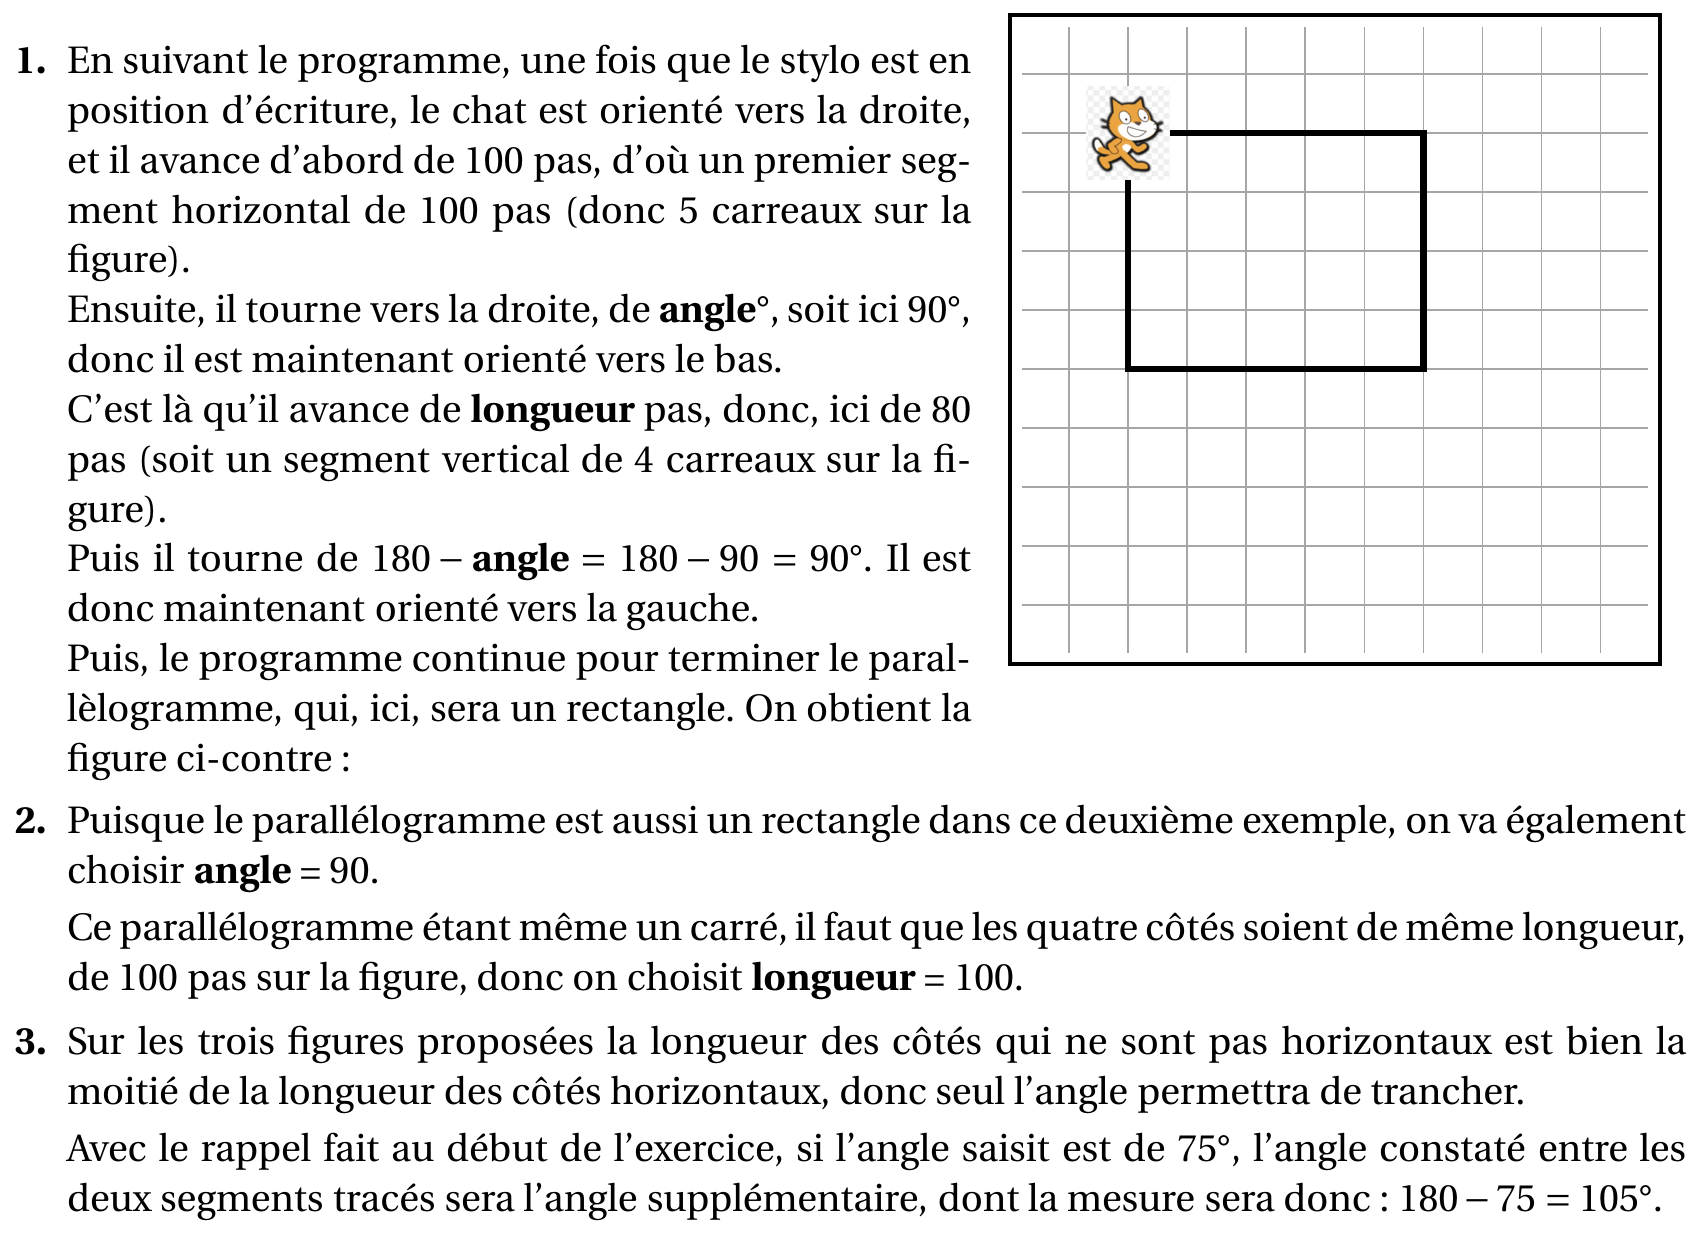 1. En suivant le programme, une fois que le stylo est en
position d’écriture, le chat est orienté vers la droite,
et il avance d’abord de 100 pas, d’où un premier seg-
ment horizontal de 100 pas (donc 5 carreaux sur la
figure).
Ensuite, il tourne vers la droite, de angle°, soit ici 90°,
donc il est maintenant orienté vers le bas.
C’est là qu’il avance de longueur pas, donc, ici de 80
pas (soit un segment vertical de 4 carreaux sur la fi-
gure).
Puis il tourne de 180 − angle = 180 − 90 = 90°. Il est
donc maintenant orienté vers la gauche.
Puis, le programme continue pour terminer le paral-
lèlogramme, qui, ici, sera un rectangle. On obtient la
figure ci-contre :
2. Puisque le parallélogramme est aussi un rectangle dans ce deuxième exemple, on va également
choisir angle = 90.
Ce parallélogramme étant même un carré, il faut que les quatre côtés soient de même longueur,
de 100 pas sur la figure, donc on choisit longueur = 100.
3. Sur les trois figures proposées la longueur des côtés qui ne sont pas horizontaux est bien la
moitié de la longueur des côtés horizontaux, donc seul l’angle permettra de trancher.
Avec le rappel fait au début de l’exercice, si l’angle saisit est de 75°, l’angle constaté entre les
deux segments tracés sera l’angle supplémentaire, dont la mesure sera donc : 180 − 75 = 105°.